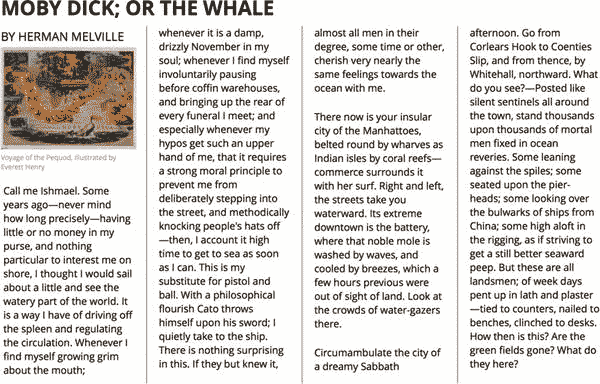 MOBY DICK; OR THE WHALE
BY HERMAN MELVILLE
Voyage of the Pequod, illustrated by
Everett Henry
Call me Ishmael. Some
years ago—never mind
how long precisely—having
little or no money in my
purse, and nothing
particular to interest me on
shore, I thought I would sail
about a little and see the
watery part of the world. It
is a way I have of driving off
the spleen and regulating
the circulation. Whenever I
find myself growing grim
about the mouth;
whenever it is a damp,
drizzly November in my
soul; whenever I find myself
involuntarily pausing
before coffin warehouses,
and bringing up the rear of
every funeral I meet; and
especially whenever my
hypos get such an upper
hand of me, that it requires
a strong moral principle to
prevent me from
deliberately stepping into
the street, and methodically
knocking people's hats off
—then, I account it high
time to get to sea as soon
as I can. This is my
substitute for pistol and
ball. With a philosophical
flourish Cato throws
himself upon his sword; I
quietly take to the ship.
There is nothing surprising
in this. If they but knew it,
almost all men in their
degree, some time or other,
cherish very nearly the
same feelings towards the
ocean with me.
There now is your insular
city of the Manhattoes,
belted round by wharves as
Indian isles by coral reefs—
commerce surrounds it
with her surf. Right and left,
the streets take you
waterward. Its extreme
downtown is the battery,
where that noble mole is
washed by waves, and
cooled by breezes, which a
few hours previous were
out of sight of land. Look at
the crowds of water-gazers
there.
Circumambulate the city of
a dreamy Sabbath
afternoon. Go from
Corlears Hook to Coenties
Slip, and from thence, by
Whitehall, northward. What
do you see?—Posted like
silent sentinels all around
the town, stand thousands
upon thousands of mortal
men fixed in ocean
reveries. Some leaning
against the spiles; some
seated upon the pier-
heads; some looking over
the bulwarks of ships from
China; some high aloft in
the rigging, as if striving to
get a still better seaward
peep. But these are all
landsmen; of week days
pent up in lath and plaster
—tied to counters, nailed to
benches, clinched to desks.
How then is this? Are the
green fields gone? What do
they here?